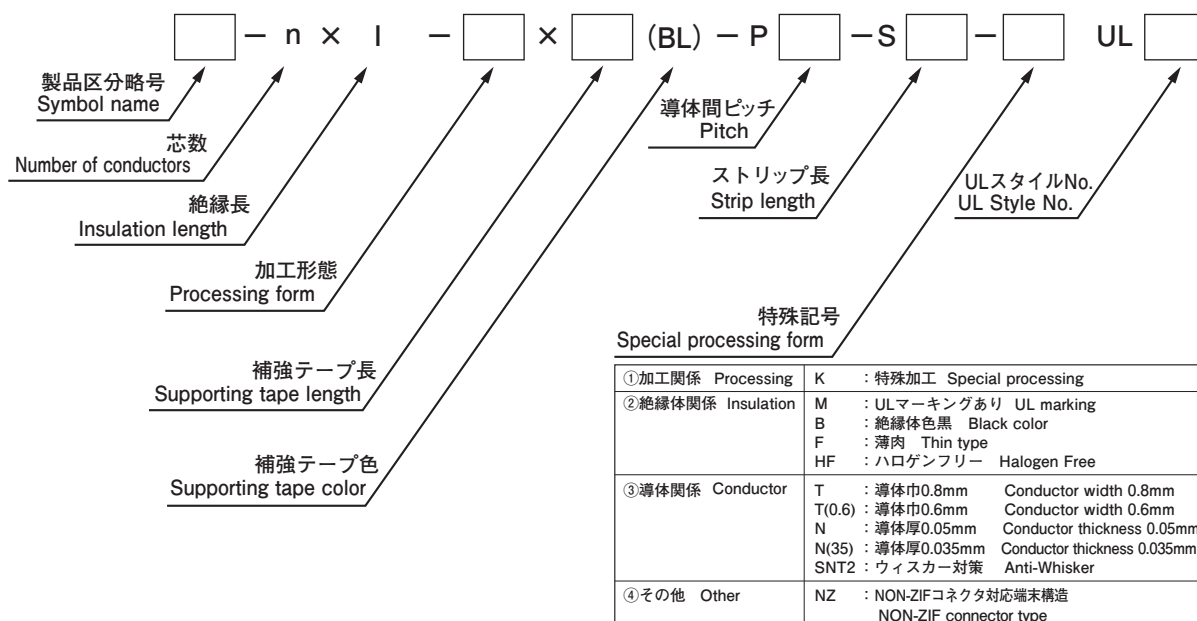 - n × l - × (BL) - P - S - UL
製品区分略号
Symbol name
芯数
Number of conductors
絶縁長
Insulation length
加工形態
Processing form
補強テープ長
Supporting tape length
補強テープ色
Supporting tape color
導体間ピッチ
Pitch
ストリップ長
Strip length
ULスタイルNo.
UL Style No.
特殊記号
Special processing form
①加工関係 Processing K :特殊加工 Special processing
②絶縁体関係 Insulation M :ULマーキングあり UL marking
B :絶縁体色黒 Black color
F :薄肉 Thin type
HF :ハロゲンフリー Halogen Free
③導体関係 Conductor T :導体巾0.8mm Conductor width 0.8mm
T(0.6) :導体巾0.6mm Conductor width 0.6mm
N :導体厚0.05mm Conductor thickness 0.05mm
N(35) :導体厚0.035mm Conductor thickness 0.035mm
SNT2 :ウィスカー対策 Anti-Whisker
④その他 Other NZ :NON-ZIFコネクタ対応端末構造
NON-ZIF connector type